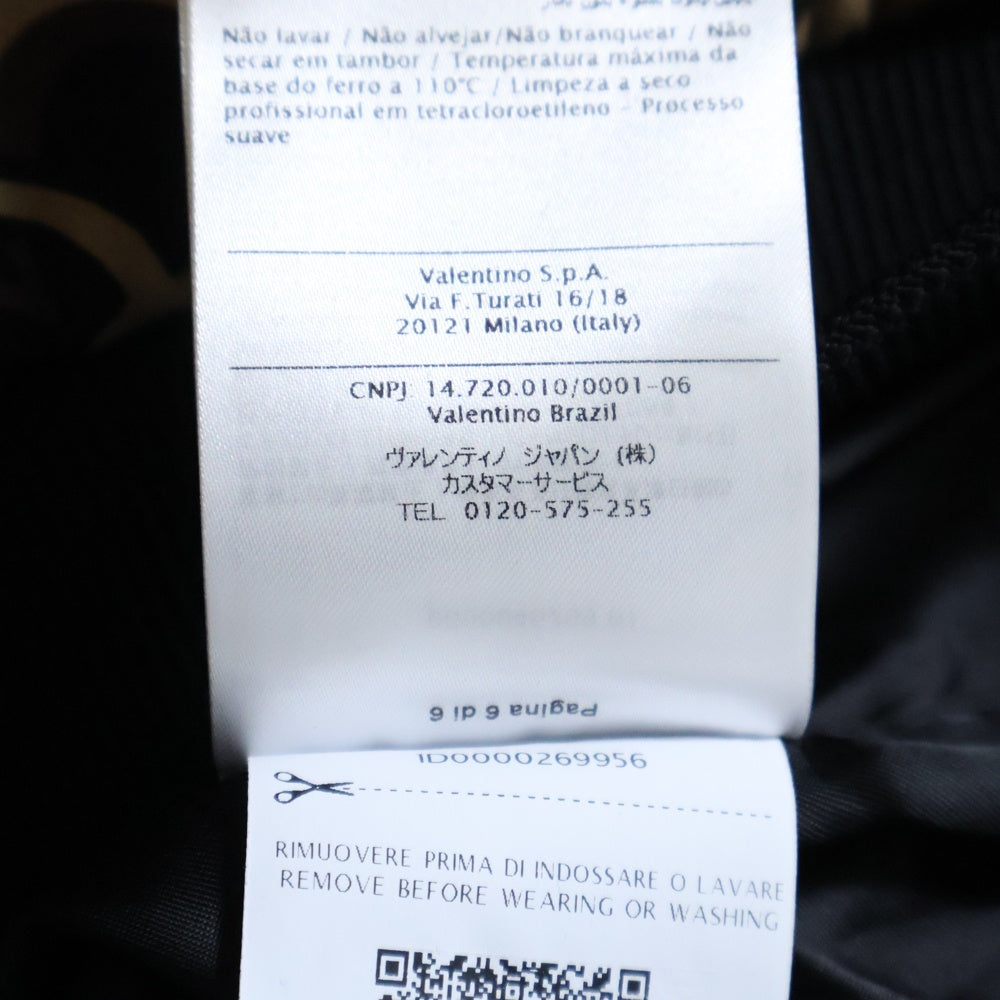 Não lavar / Não alvejar/Não branquear / Não
secar em tambor / Temperatura máxima da
base do ferro a 110°C / Limpeza a seco
profissional em tetracloroetileno - Processo
suave
Valentino S.p.A.
Via F.Turati 16/18
20121 Milano (Italy)
CNPJ 14.720.010/0001-06
Valentino Brazil
ヴァレンティノ ジャパン (株)
カスタマーサービス
TEL 0120-575-255
Pagina 6 di 6
ID0000269956
RIMUOVERE PRIMA DI INDOSSARE O LAVARE
REMOVE BEFORE WEARING OR WASHING